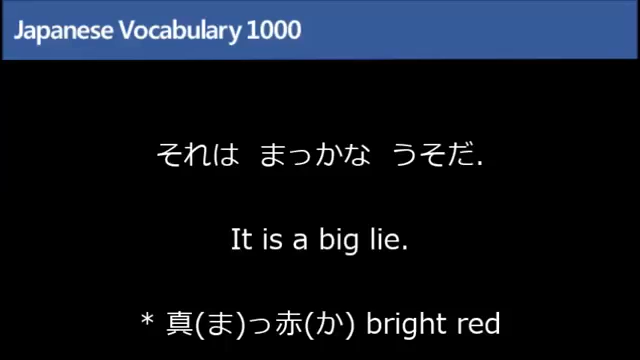 Japanese Vocabulary 1000
それは まっかな うそだ.
It is a big lie.
* 真(ま)っ赤(か) bright red